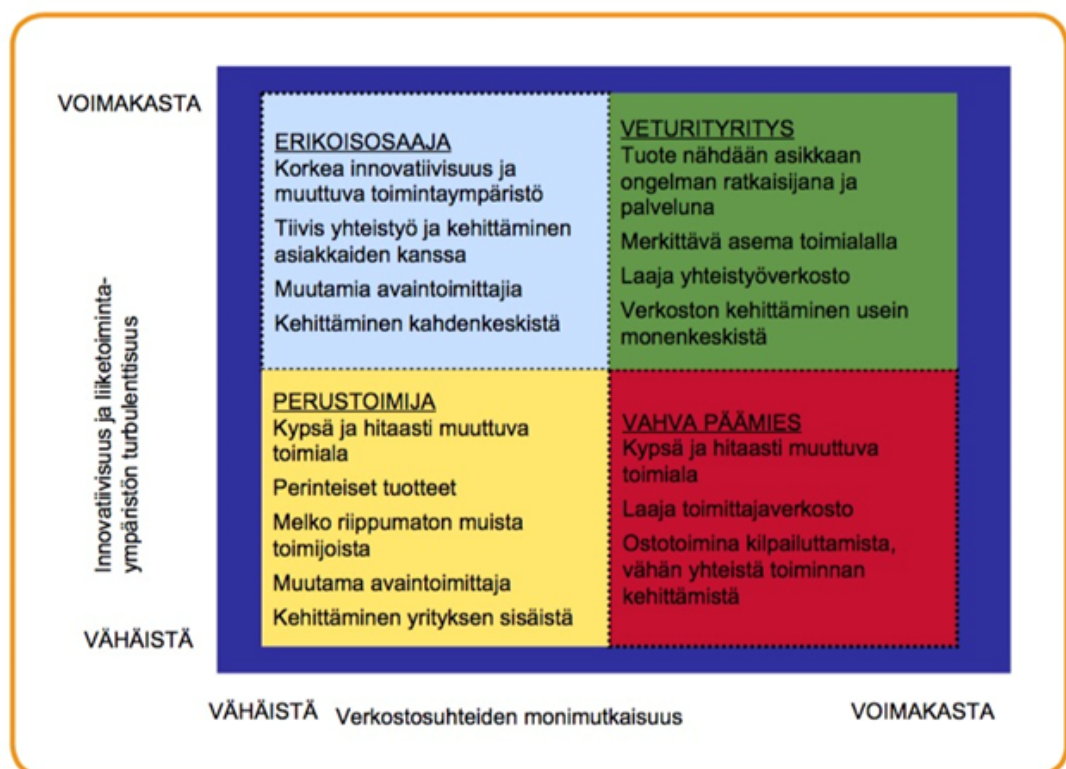 VOIMAKASTA
ERIKOISOSAAJA
Korkea innovatiivisuus ja
muuttuva toimintaympäristö
Tiivis yhteistyö ja kehittäminen
asiakkaiden kanssa
Muutamia avaintoimittajia
Kehittäminen kahdenkeskistä
VETURIYRITYS
Tuote nähdään asikkaan
ongelman ratkaisijana ja
palveluna
Merkittävä asema toimialalla
Laaja yhteistyöverkosto
Verkoston kehittäminen usein
monenkeskistä
Innovatiivisuus ja liiketoiminta-
ympäristön turbulenttisuus
PERUSTOIMIJA
Kypsä ja hitaasti muuttuva
toimiala
Perinteiset tuotteet
Melko riippumaton muista
toimijoista
Muutama avaintoimittaja
Kehittäminen yrityksen sisäistä
VAHVA PÄÄMIES
Kypsä ja hitaasti muuttuva
toimiala
Laaja toimittajaverkosto
Ostotoimina kilpailuttamista,
vähän yhteistä toiminnan
kehittämistä
VÄHÄISTÄ
VÄHÄISTÄ
Verkostosuhteiden monimutkaisuus
VOIMAKASTA